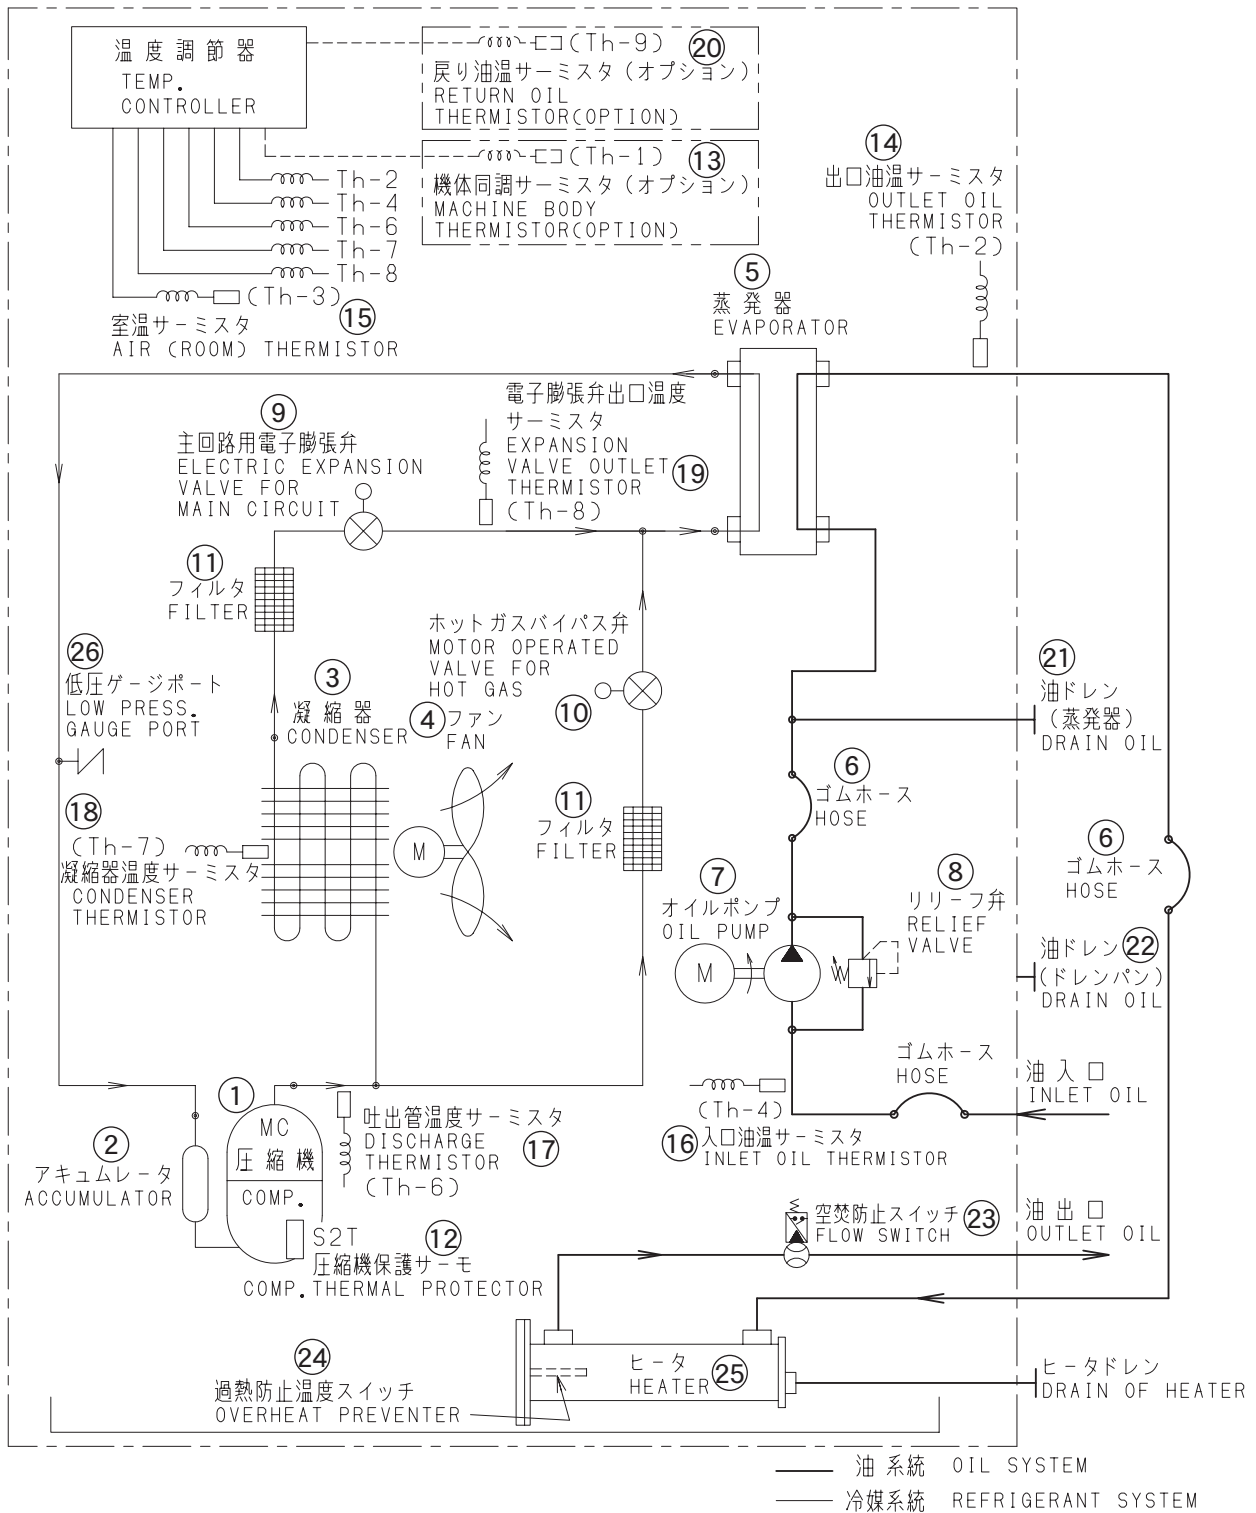 温度調節器
TEMP.
CONTROLLER
(Th-9)
20
戻り油温サーミスタ(オプション)
RETURN OIL
THERMISTOR(OPTION)
(Th-1)
13
機体同調サーミスタ(オプション)
MACHINE BODY
THERMISTOR(OPTION)
Th-2
Th-4
Th-6
Th-7
Th-8
(Th-3)
15
室温サーミスタ
AIR (ROOM) THERMISTOR
14
出口油温サーミスタ
OUTLET OIL
THERMISTOR
(Th-2)
5
蒸発器
EVAPORATOR
9
主回路用電子膨張弁
ELECTRIC EXPANSION
VALVE FOR
MAIN CIRCUIT
電子膨張弁出口温度
サーミスタ
EXPANSION
VALVE OUTLET
THERMISTOR
(Th-8)
19
11
フィルタ
FILTER
26
低圧ゲージポート
LOW PRESS.
GAUGE PORT
3
凝縮器
CONDENSER
4
ファン
FAN
ホットガスバイパス弁
MOTOR OPERATED
VALVE FOR
HOT GAS
10
21
油ドレン
(蒸発器)
DRAIN OIL
6
ゴムホース
HOSE
11
フィルタ
FILTER
18
(Th-7)
凝縮器温度サーミスタ
CONDENSER
THERMISTOR
M
6
ゴムホース
HOSE
7
オイルポンプ
OIL PUMP
M
8
リリーフ弁
RELIEF
VALVE
22
油ドレン
(ドレンパン)
DRAIN OIL
ゴムホース
HOSE
油入口
INLET OIL
(Th-4)
16
入口油温サーミスタ
INLET OIL THERMISTOR
1
MC
圧縮機
COMP.
2
アキュムレータ
ACCUMULATOR
吐出管温度サーミスタ
DISCHARGE
THERMISTOR
(Th-6)
17
S2T
12
圧縮機保護サーモ
COMP.THERMAL PROTECTOR
空焚防止スイッチ
FLOW SWITCH
23
油出口
OUTLET OIL
24
過熱防止温度スイッチ
OVERHEAT PREVENTER
ヒータ
HEATER
25
ヒータドレン
DRAIN OF HEATER
油系統 OIL SYSTEM
冷媒系統 REFRIGERANT SYSTEM